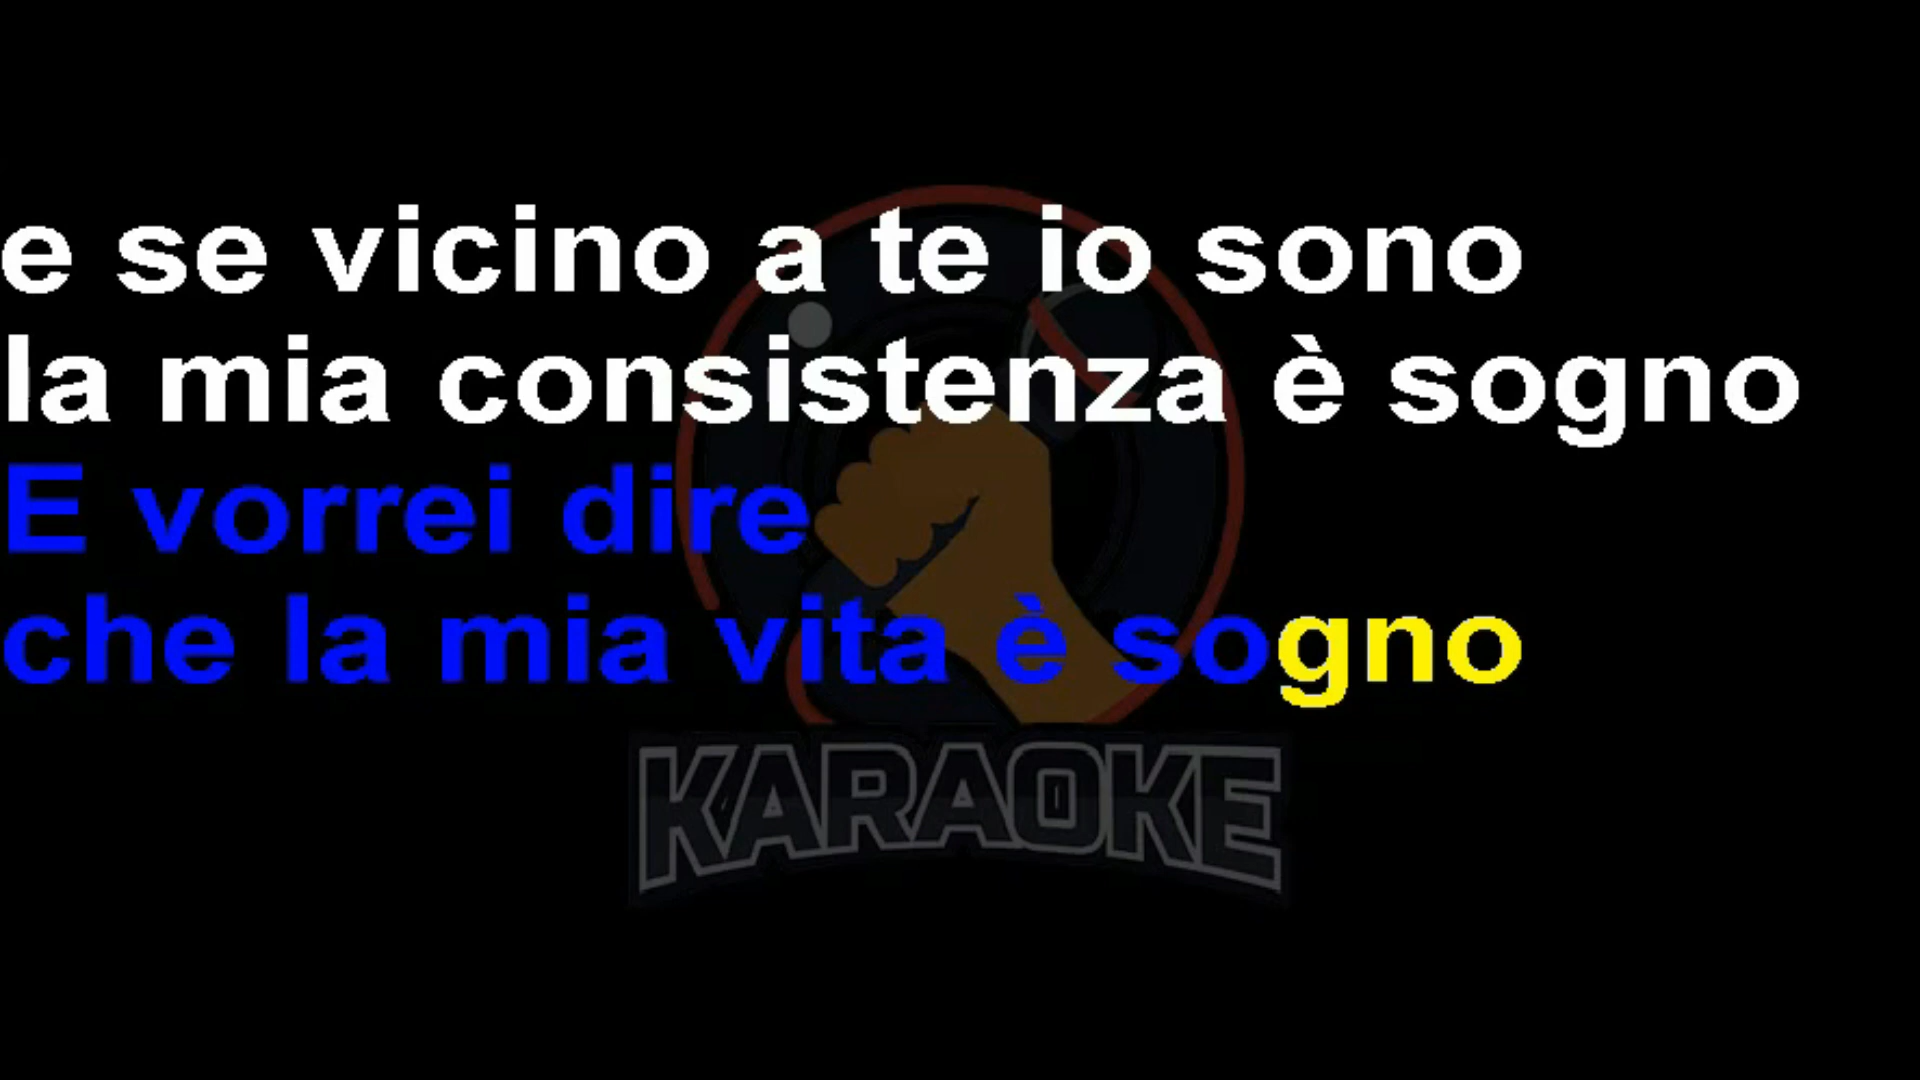 e se vicino a te io sono
la mia consistenza è sogno
E vorrei dire
che la mia vita è sogno
KARAOKE